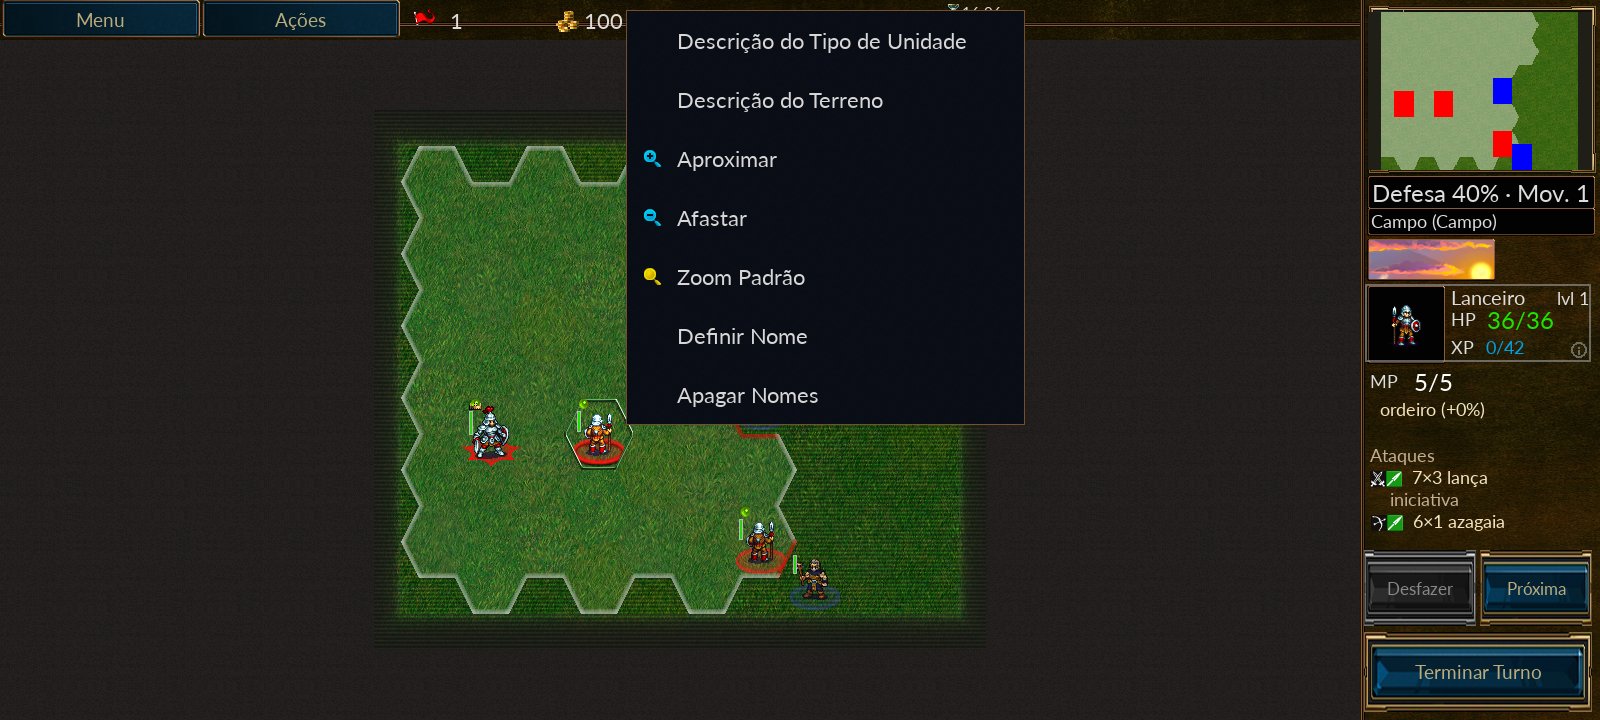 Menu
Ações
1
100
Descrição do Tipo de Unidade
Descrição do Terreno
Aproximar
Afastar
Zoom Padrão
Definir Nome
Apagar Nomes
Defesa 40% · Mov. 1
Campo (Campo)
Lanceiro lvl 1
HP 36/36
XP 0/42
MP 5/5
ordeiro (+0%)
Ataques
7×3 lança
iniciativa
6×1 azagaia
Desfazer
Próxima
Terminar Turno